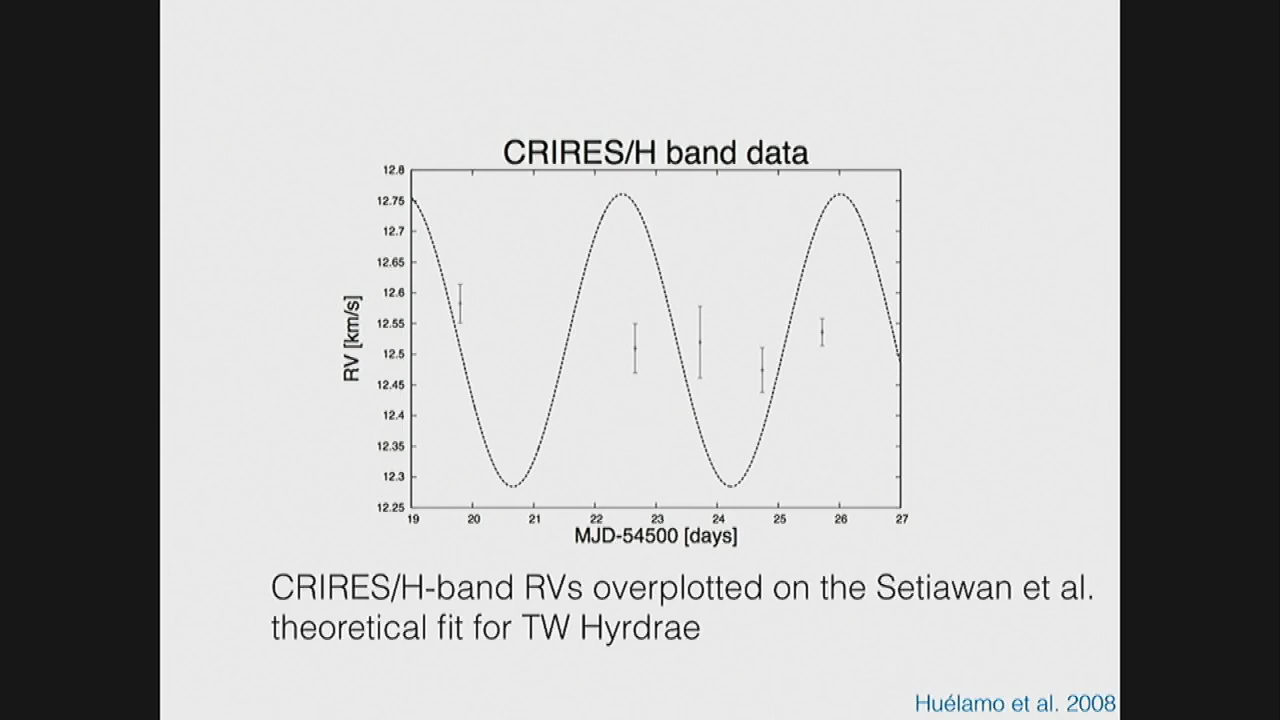 CRIRES/H band data
12.8
12.75
12.7
12.65
12.6
12.55
12.5
12.45
12.4
12.35
12.3
12.25
RV [km/s]
19 20 21 22 23 24 25 26 27
MJD-54500 [days]
CRIRES/H-band RVs overplotted on the Setiawan et al.
theoretical fit for TW Hyrdrae
Huélamo et al. 2008